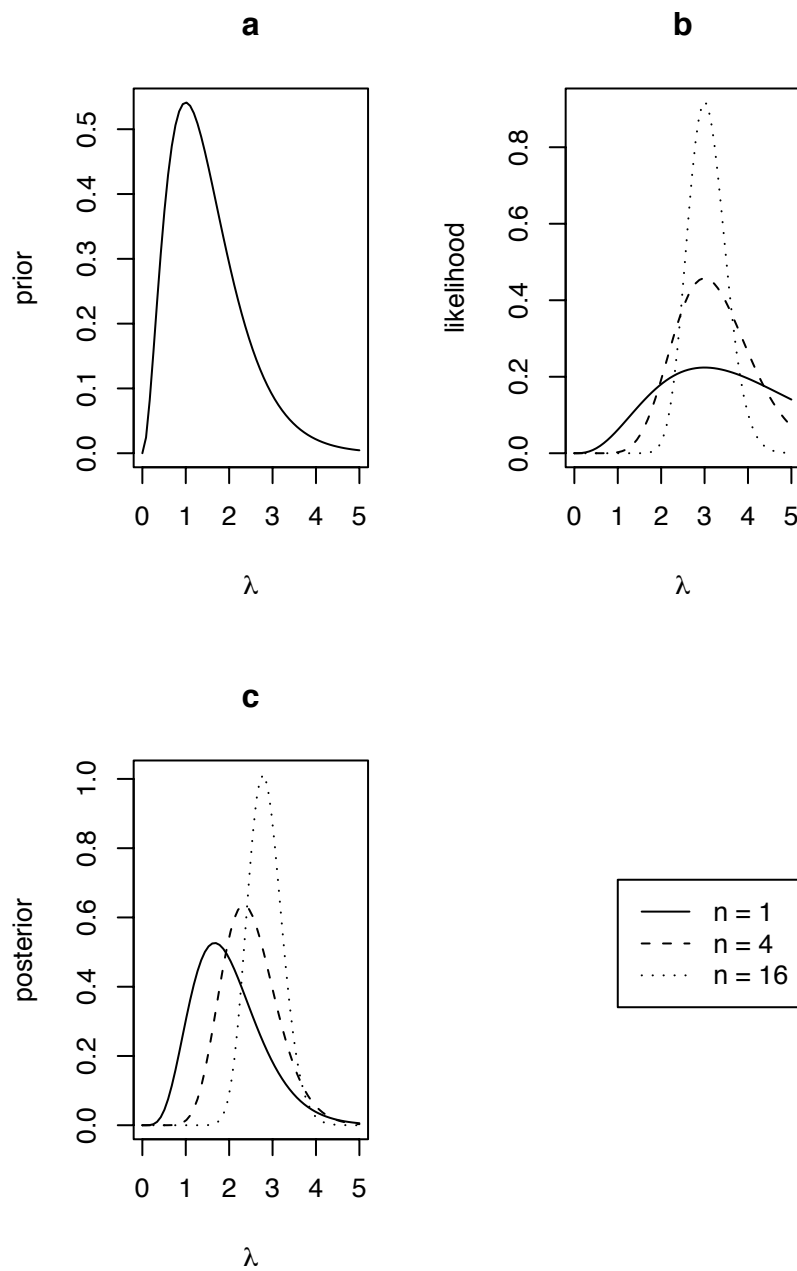 a
prior
0.0 0.1 0.2 0.3 0.4 0.5
0 1 2 3 4 5
λ
b
likelihood
0.0 0.2 0.4 0.6 0.8
0 1 2 3 4 5
λ
c
posterior
0.0 0.2 0.4 0.6 0.8 1.0
0 1 2 3 4 5
λ
n = 1
n = 4
n = 16